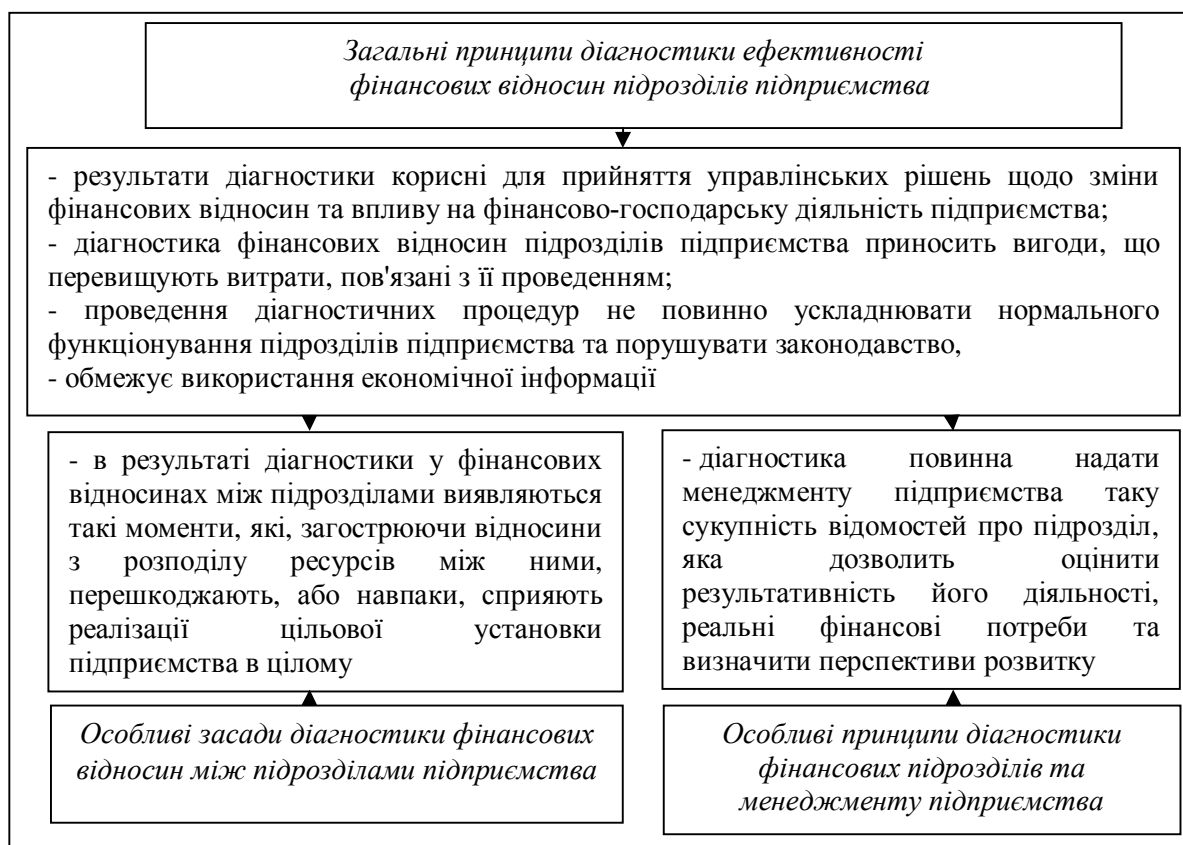 Загальні принципи діагностики ефективності
фінансових відносин підрозділів підприємства
- результати діагностики корисні для прийняття управлінських рішень щодо зміни
фінансових відносин та впливу на фінансово-господарську діяльність підприємства;
- діагностика фінансових відносин підрозділів підприємства приносить вигоди, що
перевищують витрати, пов'язані з її проведенням;
- проведення діагностичних процедур не повинно ускладнювати нормального
функціонування підрозділів підприємства та порушувати законодавство,
- обмежує використання економічної інформації
- в результаті діагностики у фінансових
відносинах між підрозділами виявляються
такі моменти, які, загострюючи відносини
з розподілу ресурсів між ними,
перешкоджають, або навпаки, сприяють
реалізації цільової установки
підприємства в цілому
- діагностика повинна надати
менеджменту підприємства таку
сукупність відомостей про підрозділ,
яка дозволить оцінити
результативність його діяльності,
реальні фінансові потреби та
визначити перспективи розвитку
Особливі засади діагностики фінансових
відносин між підрозділами підприємства
Особливі принципи діагностики
фінансових підрозділів та
менеджменту підприємства